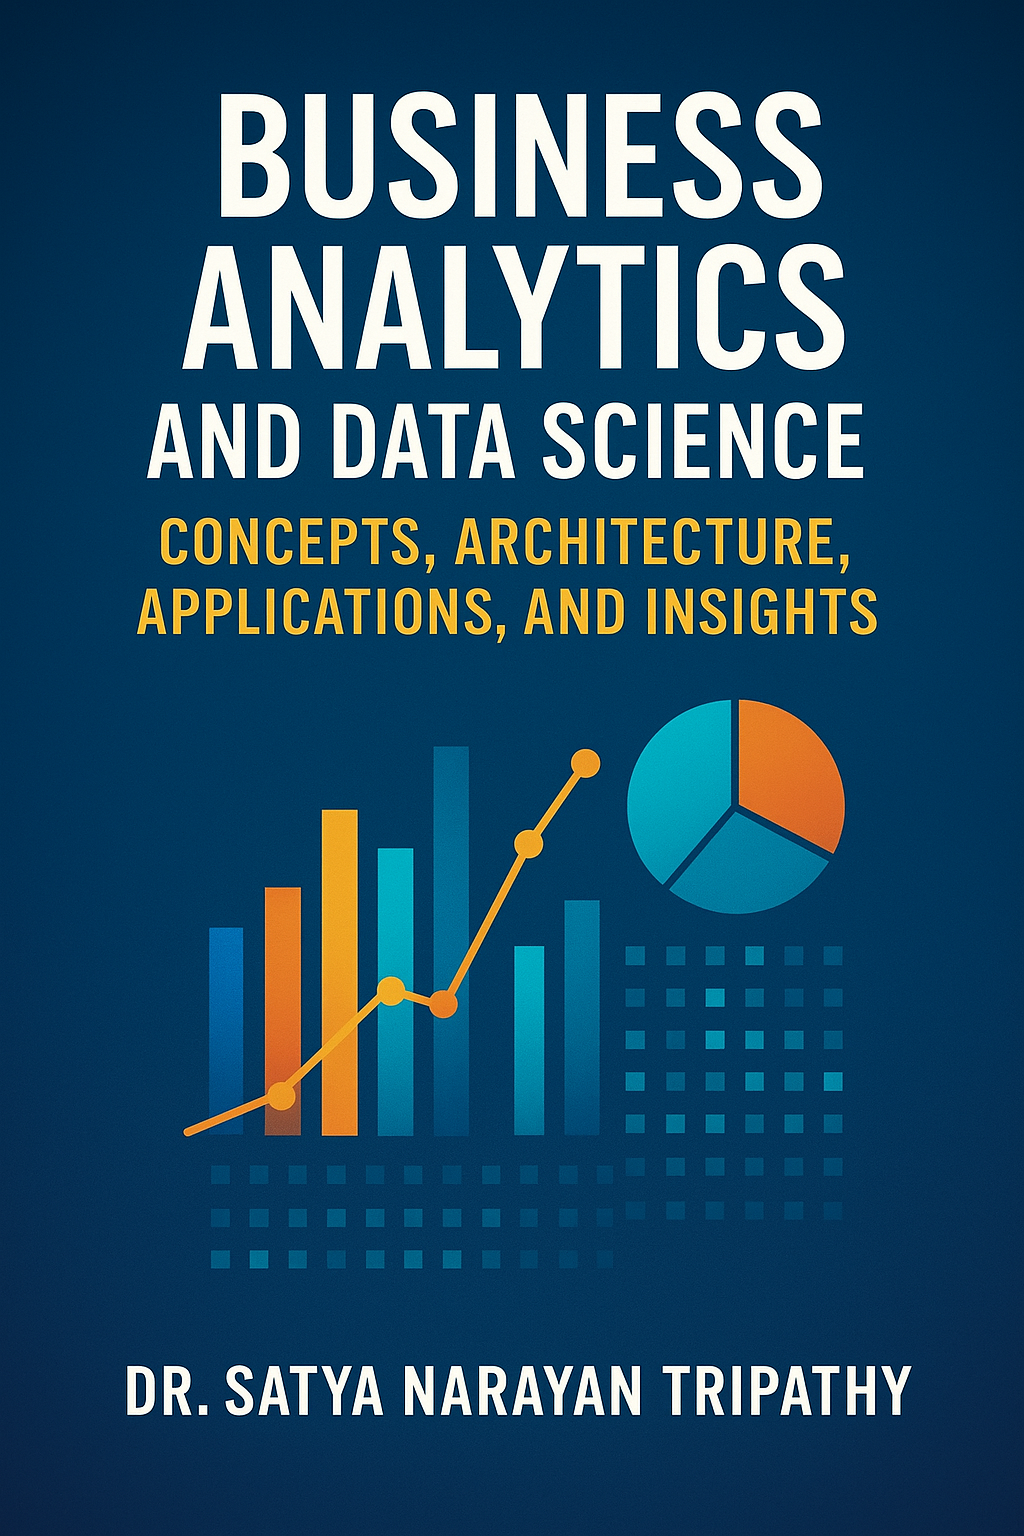 BUSINESS
ANALYTICS
AND DATA SCIENCE
CONCEPTS, ARCHITECTURE,
APPLICATIONS, AND INSIGHTS
DR. SATYA NARAYAN TRIPATHY